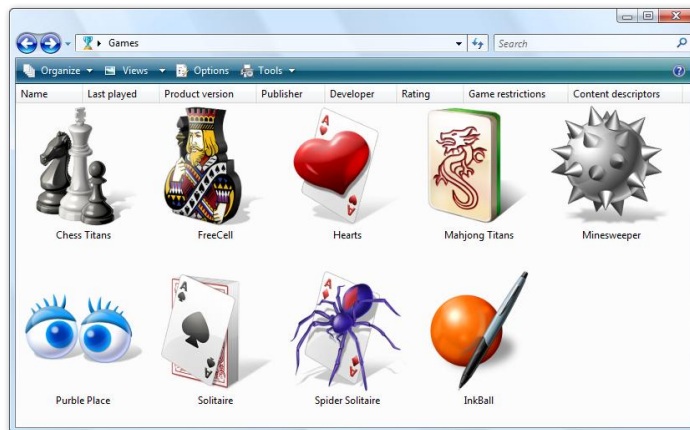 Games
Search
Organize Views Options Tools
Name Last played Product version Publisher Developer Rating Game restrictions Content descriptors
A
A
A
Chess Titans FreeCell Hearts Mahjong Titans Minesweeper
A
A
A
A
Purble Place Solitaire Spider Solitaire InkBall